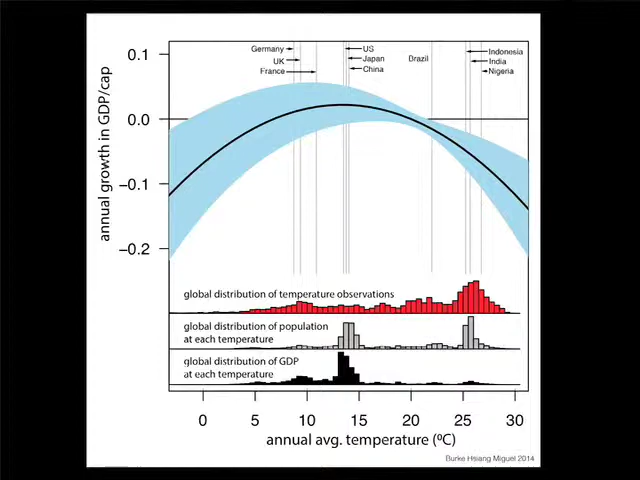 0.1
0.0
−0.1
−0.2
annual growth in GDP/cap
Germany
UK
France
US
Japan
China
Drazil
Indonesia
India
Nigeria
global distribution of temperature observations
global distribution of population
at each temperature
global distribution of GDP
at each temperature
0 5 10 15 20 25 30
annual avg. temperature (ºC)
Burke Hsiang Miguel 2014